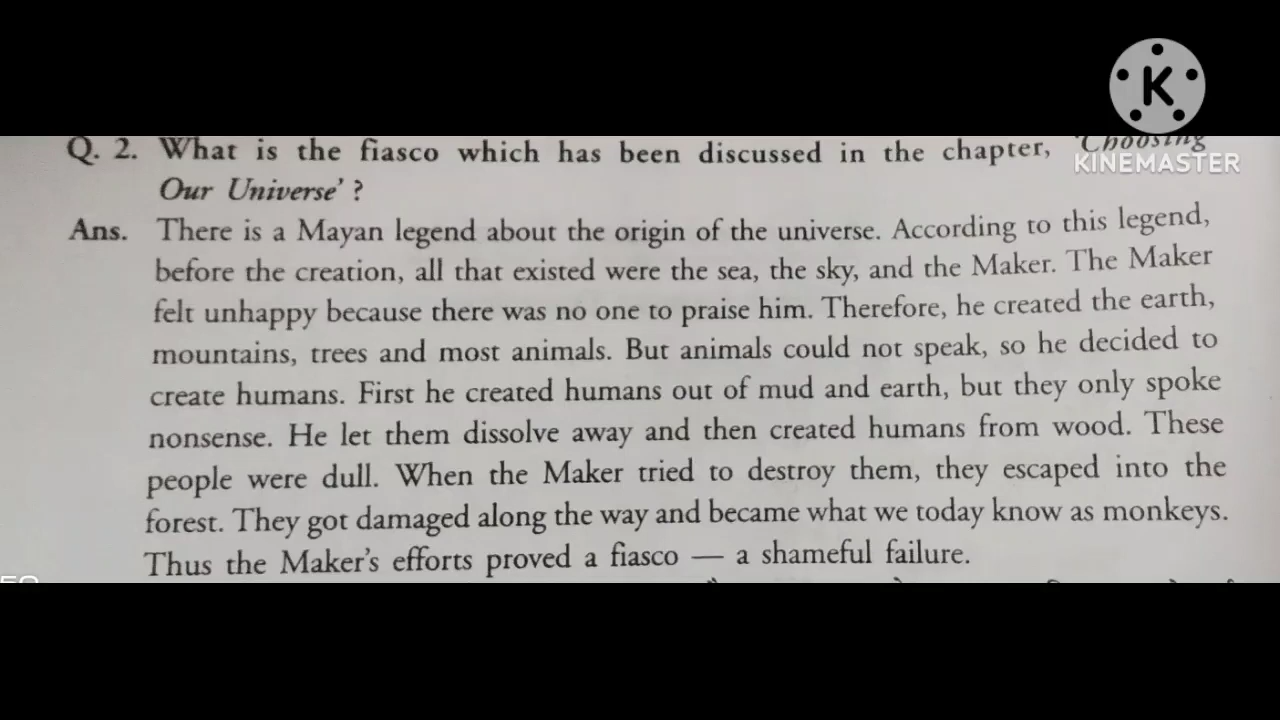 K
KINEMASTER
Q. 2. What is the fiasco which has been discussed in the chapter, 'Choosing
Our Universe' ?
Ans. There is a Mayan legend about the origin of the universe. According to this legend,
before the creation, all that existed were the sea, the sky, and the Maker. The Maker
felt unhappy because there was no one to praise him. Therefore, he created the earth,
mountains, trees and most animals. But animals could not speak, so he decided to
create humans. First he created humans out of mud and earth, but they only spoke
nonsense. He let them dissolve away and then created humans from wood. These
people were dull. When the Maker tried to destroy them, they escaped into the
forest. They got damaged along the way and became what we today know as monkeys.
Thus the Maker's efforts proved a fiasco — a shameful failure.